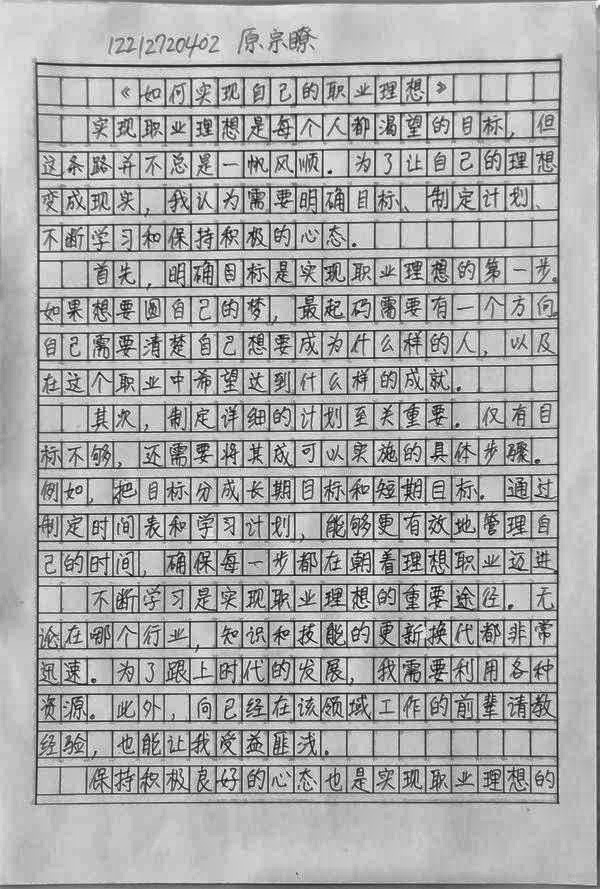 12212720402 原宗瞭
《如何实现自己的职业理想》
实现职业理想是每个人都渴望的目标，但
这条路并不总是一帆风顺。为了让自己的理想
变成现实，我认为需要明确目标、制定计划、
不断学习和保持积极的心态。
首先，明确目标是实现职业理想的第一步。
如果想要圆自己的梦，最起码需要有一个方向。
自己需要清楚自己想要成为什么样的人，以及
在这个职业中希望达到什么样的成就。
其次，制定详细的计划至关重要。仅有目
标不够，还需要将其成可以实施的具体步骤。
例如，把目标分成长期目标和短期目标。通过
制定时间表和学习计划，能够更有效地管理自
己的时间，确保每一步都在朝着理想职业迈进
不断学习是实现职业理想的重要途径。无
论在哪个行业，知识和技能的更新换代都非常
迅速。为了跟上时代的发展，我需要利用各种
资源。此外，向已经在该领域工作的前辈请教
经验，也能让我受益匪浅。
保持积极良好的心态也是实现职业理想的